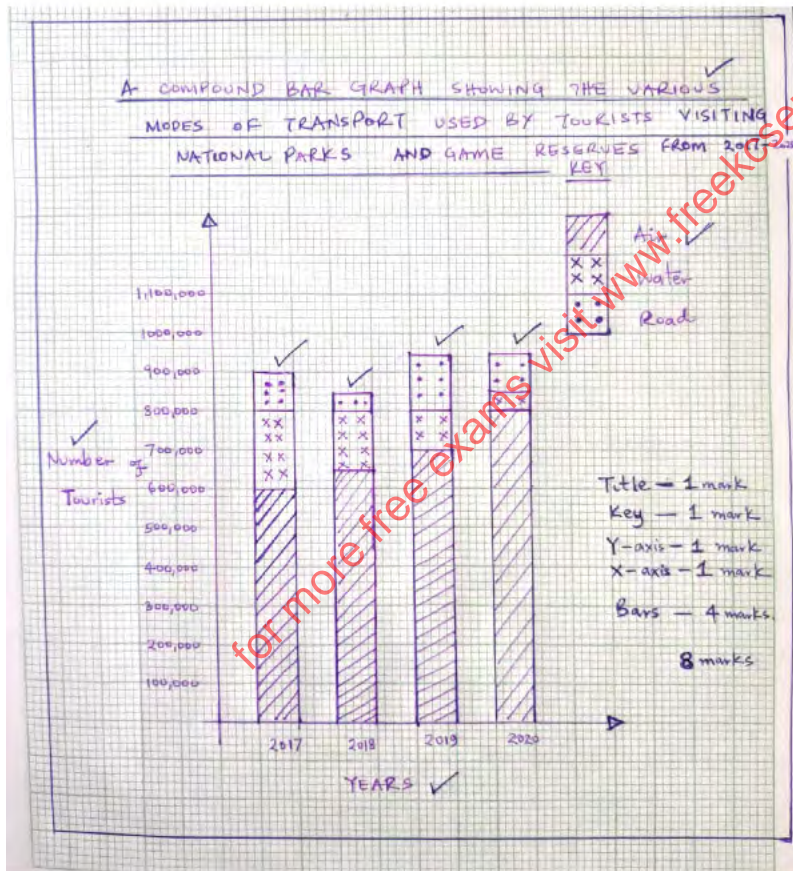 A COMPOUND BAR GRAPH SHOWING THE VARIOUS
MODES OF TRANSPORT USED BY TOURISTS VISITING
NATIONAL PARKS AND GAME RESERVES FROM 2017-2020
KEY
Air
Water
Road
1,100,000
1000,000
900,000
800,000
700,000
600,000
500,000
400,000
300,000
200,000
100,000
Number of
Tourists
2017 2018 2019 2020
YEARS
Title - 1 mark
Key - 1 mark
Y-axis - 1 mark
X-axis - 1 mark
Bars - 4 marks.
8 marks
for more free exams visit www.freekcse